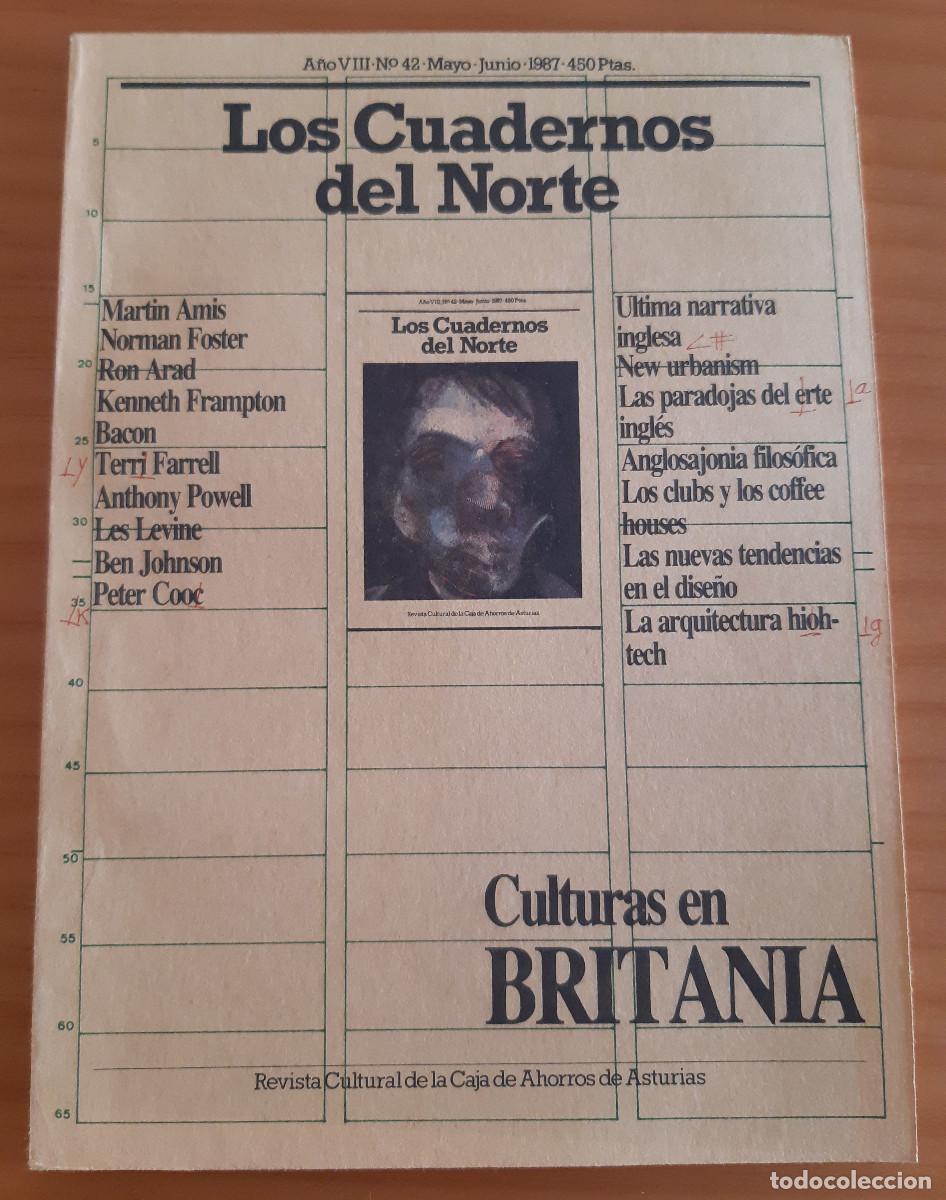 Año VIII·Nº 42·Mayo·Junio·1987·450 Ptas.
Los Cuadernos
del Norte
5
10
15
20
25
30
35
40
45
50
55
60
65
Martin Amis
Norman Foster
Ron Arad
Kenneth Frampton
Bacon
Ly Terri Farrell
Anthony Powell
Les Levine
Ben Johnson
Peter Cooc
Lk
Año VIII·Nº 42·Mayo·Junio·1987·450 Ptas.
Los Cuadernos
del Norte
Revista Cultural de la Caja de Ahorros de Asturias
Ultima narrativa
inglesa <#
New urbanism
Las paradojas del erte La
inglés
Anglosajonia filosófica
Los clubs y los coffee
houses
Las nuevas tendencias
en el diseño
La arquitectura hioh- Lg
tech
Culturas en
BRITANIA
Revista Cultural de la Caja de Ahorros de Asturias
todocoleccion